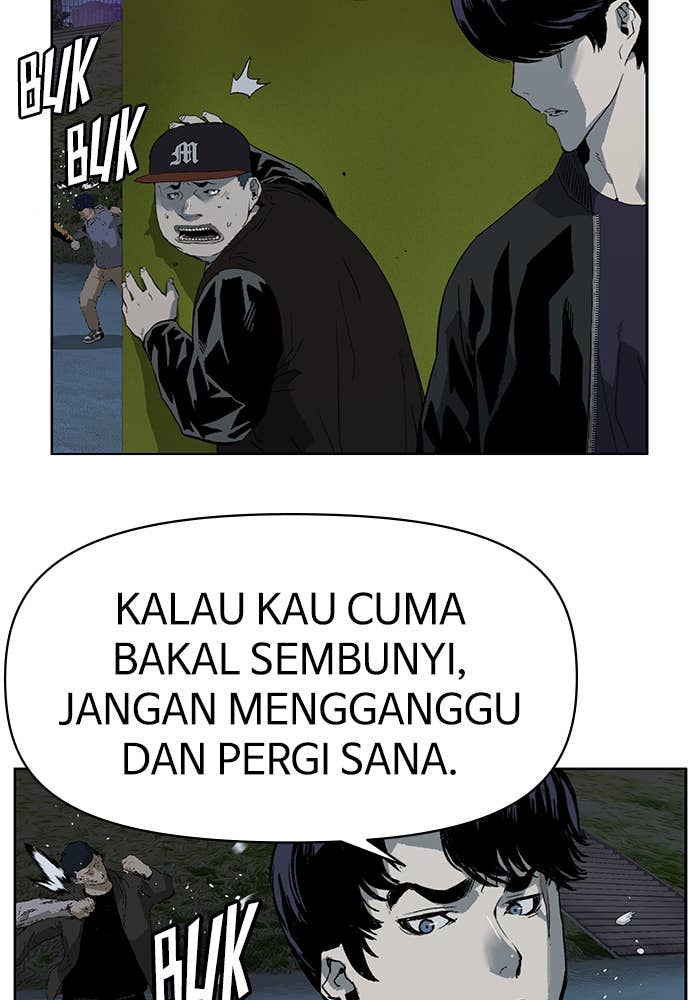 BUK
BUK
M
KALAU KAU CUMA
BAKAL SEMBUNYI,
JANGAN MENGGANGGU
DAN PERGI SANA.
BUK